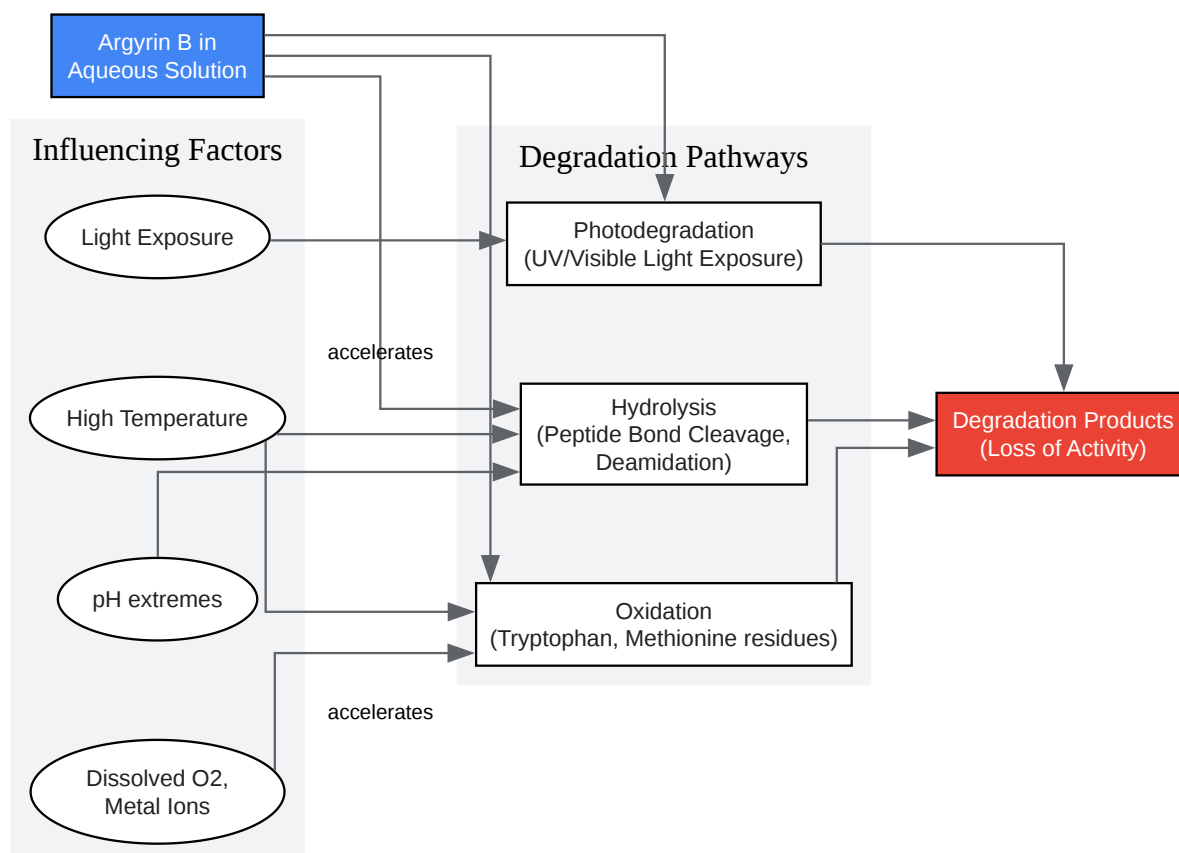 Argyrin B in
Aqueous Solution
Influencing Factors
Degradation Pathways
Light Exposure
Photodegradation
(UV/Visible Light Exposure)
accelerates
High Temperature
Hydrolysis
(Peptide Bond Cleavage,
Deamidation)
Degradation Products
(Loss of Activity)
pH extremes
Oxidation
(Tryptophan, Methionine residues)
accelerates
Dissolved O2,
Metal Ions